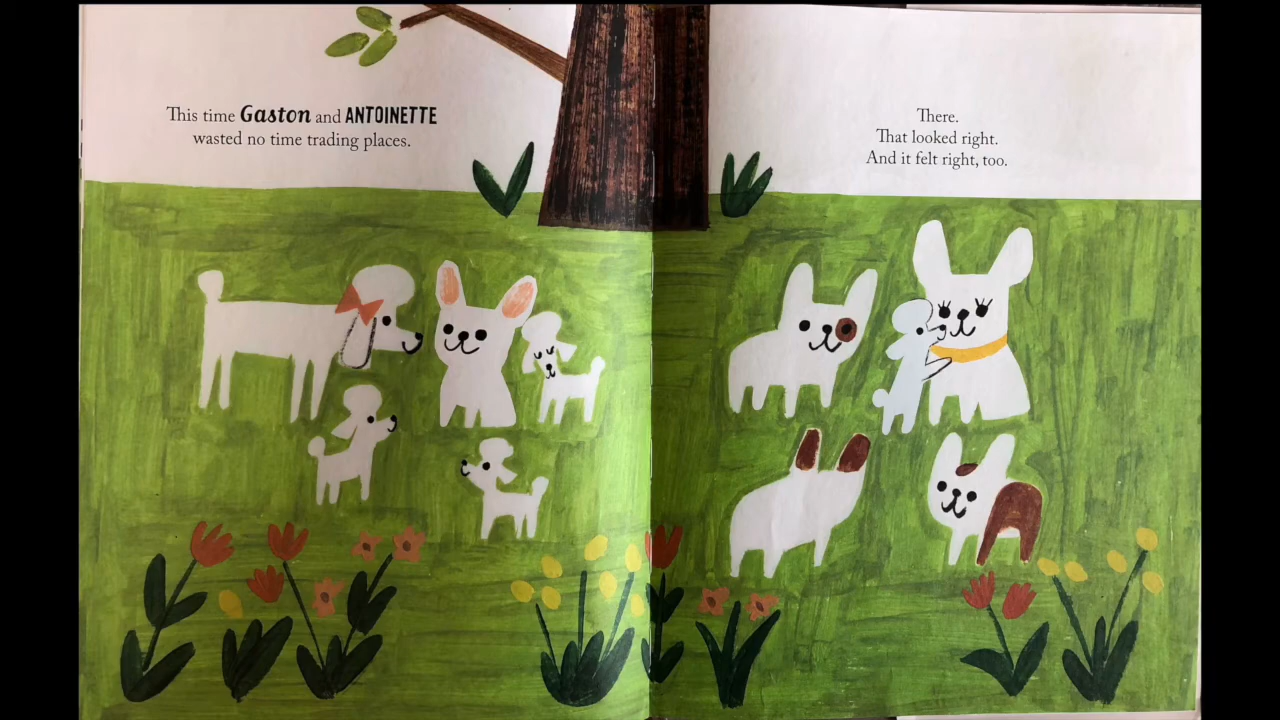 This time Gaston and ANTOINETTE
wasted no time trading places.
There.
That looked right.
And it felt right, too.